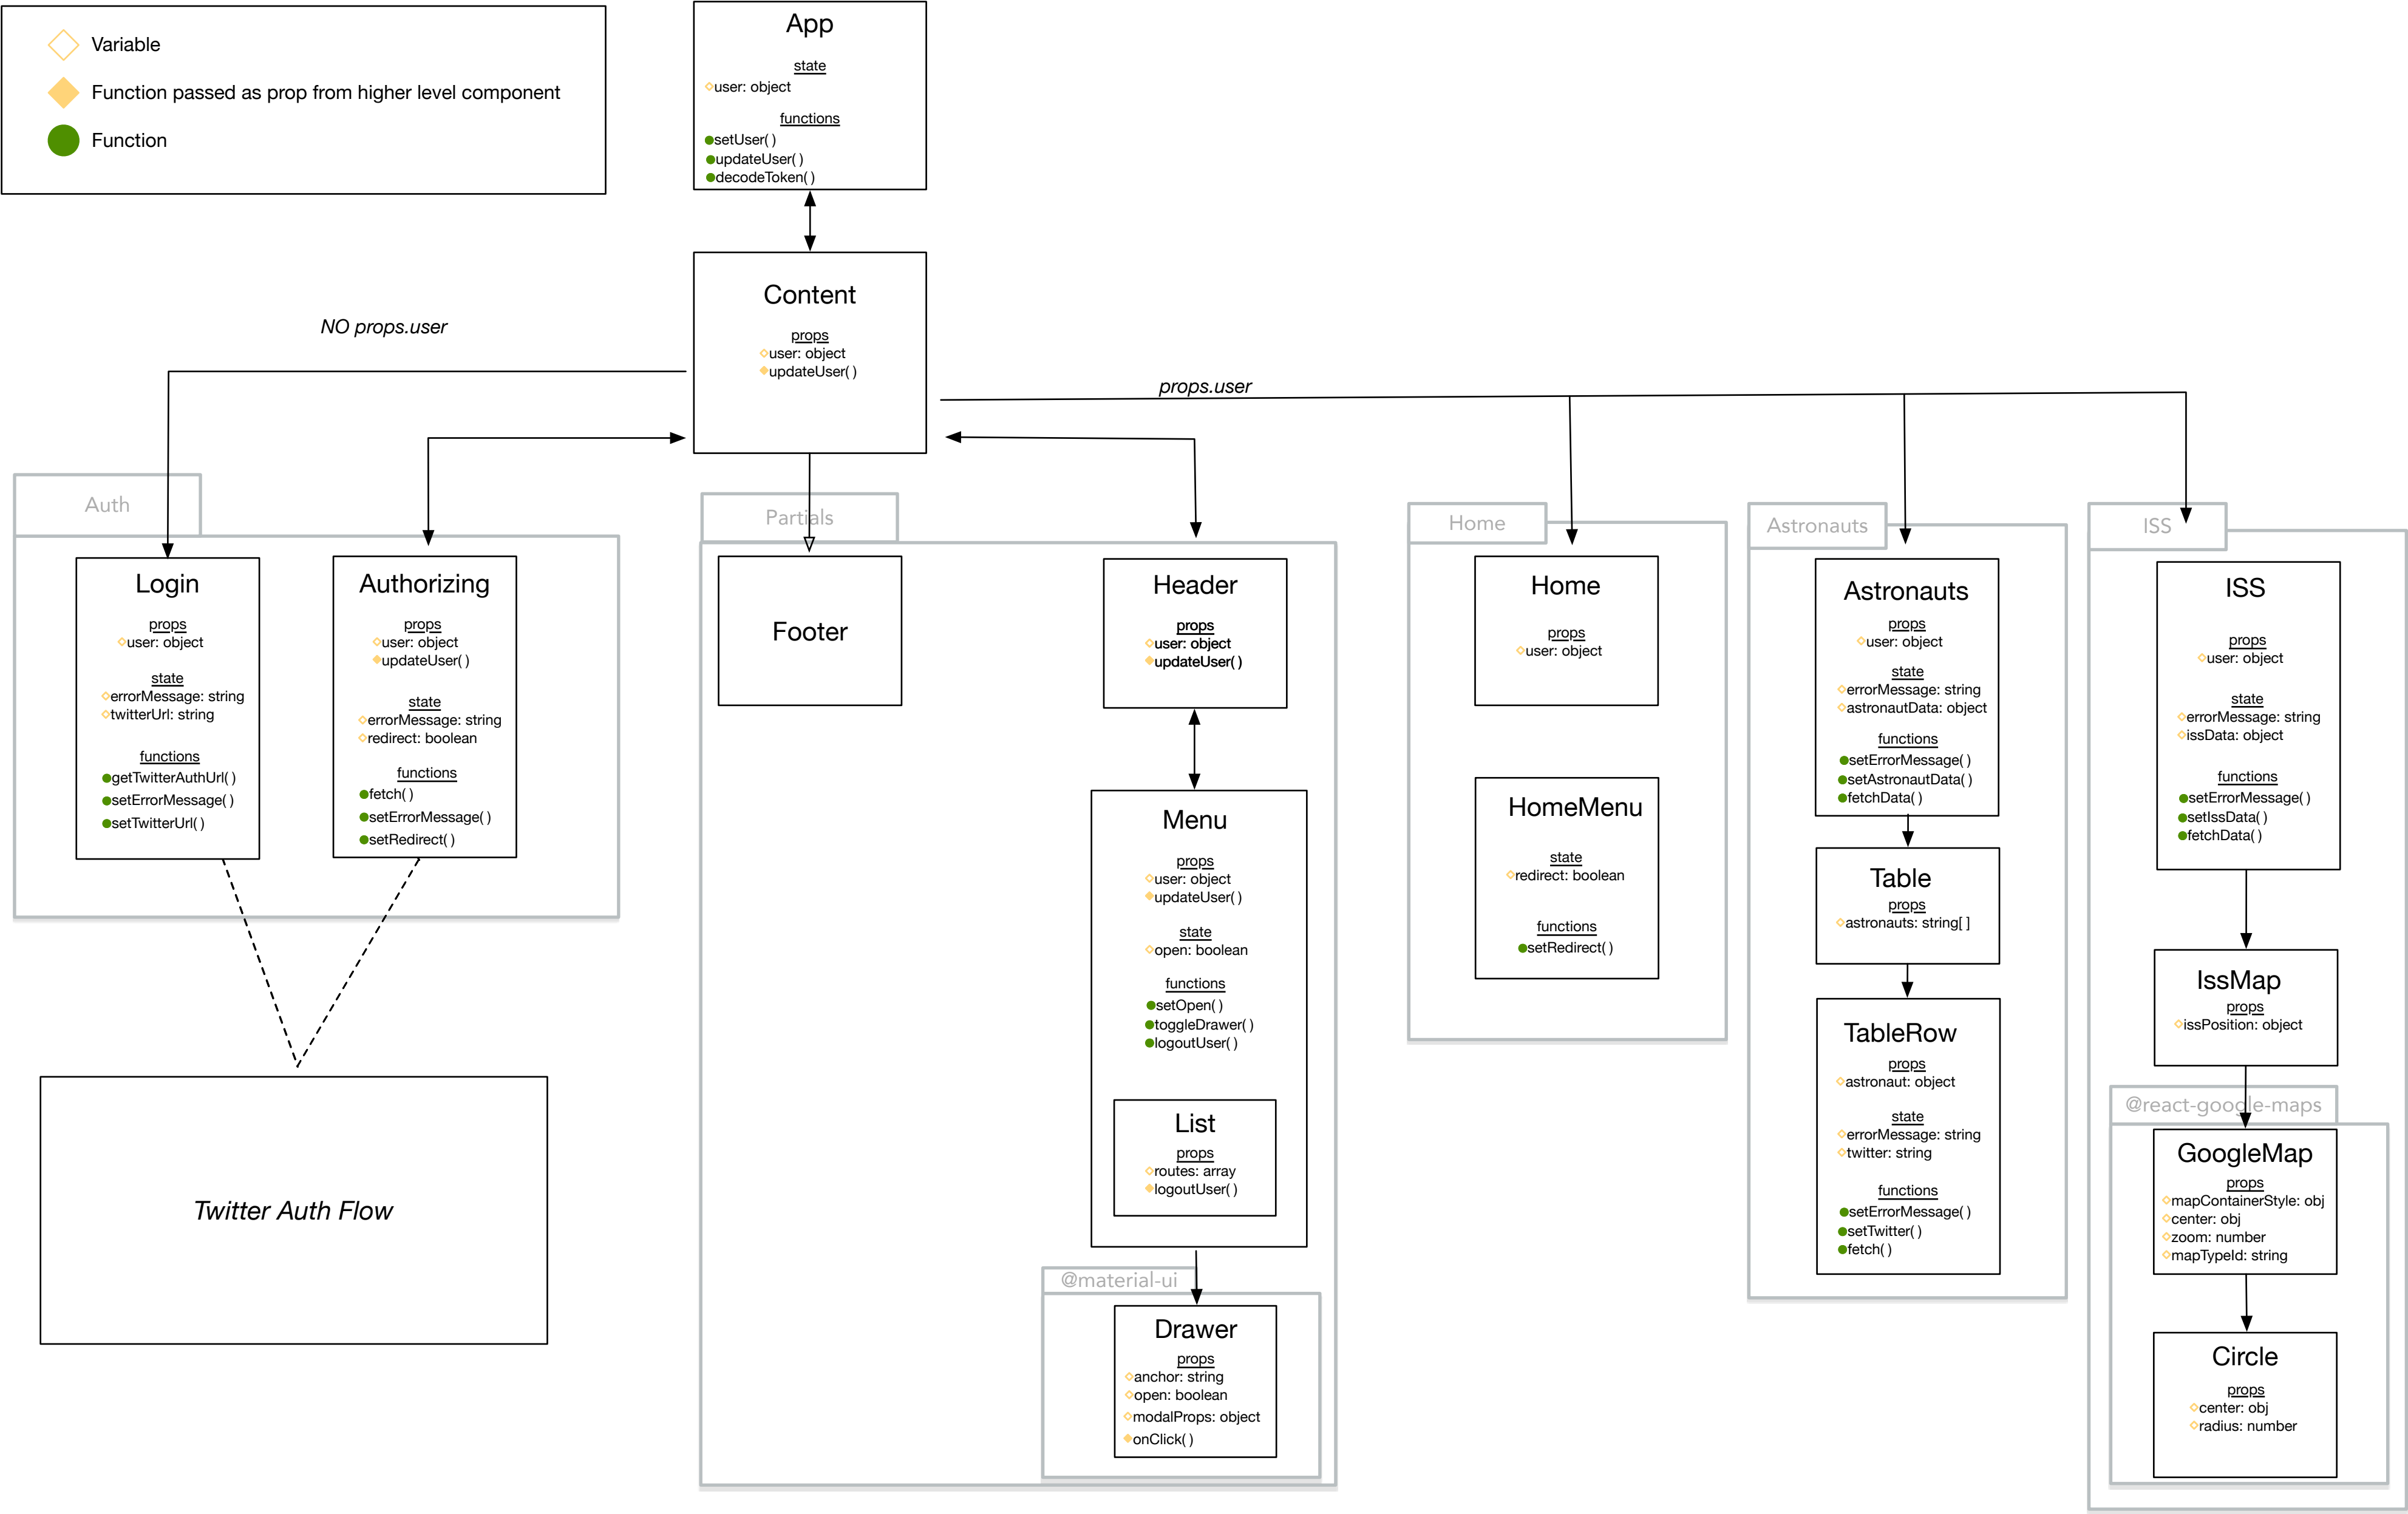 Variable
Function passed as prop from higher level component
Function
App
state
user: object
functions
setUser( )
updateUser( )
decodeToken( )
Content
props
user: object
updateUser( )
NO props.user
props.user
Auth
Login
props
user: object
state
errorMessage: string
twitterUrl: string
functions
getTwitterAuthUrl( )
setErrorMessage( )
setTwitterUrl( )
Authorizing
props
user: object
updateUser( )
state
errorMessage: string
redirect: boolean
functions
fetch( )
setErrorMessage( )
setRedirect( )
Twitter Auth Flow
Partials
Footer
Header
props
user: object
updateUser( )
Menu
props
user: object
updateUser( )
state
open: boolean
functions
setOpen( )
toggleDrawer( )
logoutUser( )
List
props
routes: array
logoutUser( )
@material-ui
Drawer
props
anchor: string
open: boolean
modalProps: object
onClick( )
Home
Home
props
user: object
HomeMenu
state
redirect: boolean
functions
setRedirect( )
Astronauts
Astronauts
props
user: object
state
errorMessage: string
astronautData: object
functions
setErrorMessage( )
setAstronautData( )
fetchData( )
Table
props
astronauts: string[ ]
TableRow
props
astronaut: object
state
errorMessage: string
twitter: string
functions
setErrorMessage( )
setTwitter( )
fetch( )
ISS
ISS
props
user: object
state
errorMessage: string
issData: object
functions
setErrorMessage( )
setIssData( )
fetchData( )
IssMap
props
issPosition: object
@react-google-maps
GoogleMap
props
mapContainerStyle: obj
center: obj
zoom: number
mapTypeId: string
Circle
props
center: obj
radius: number